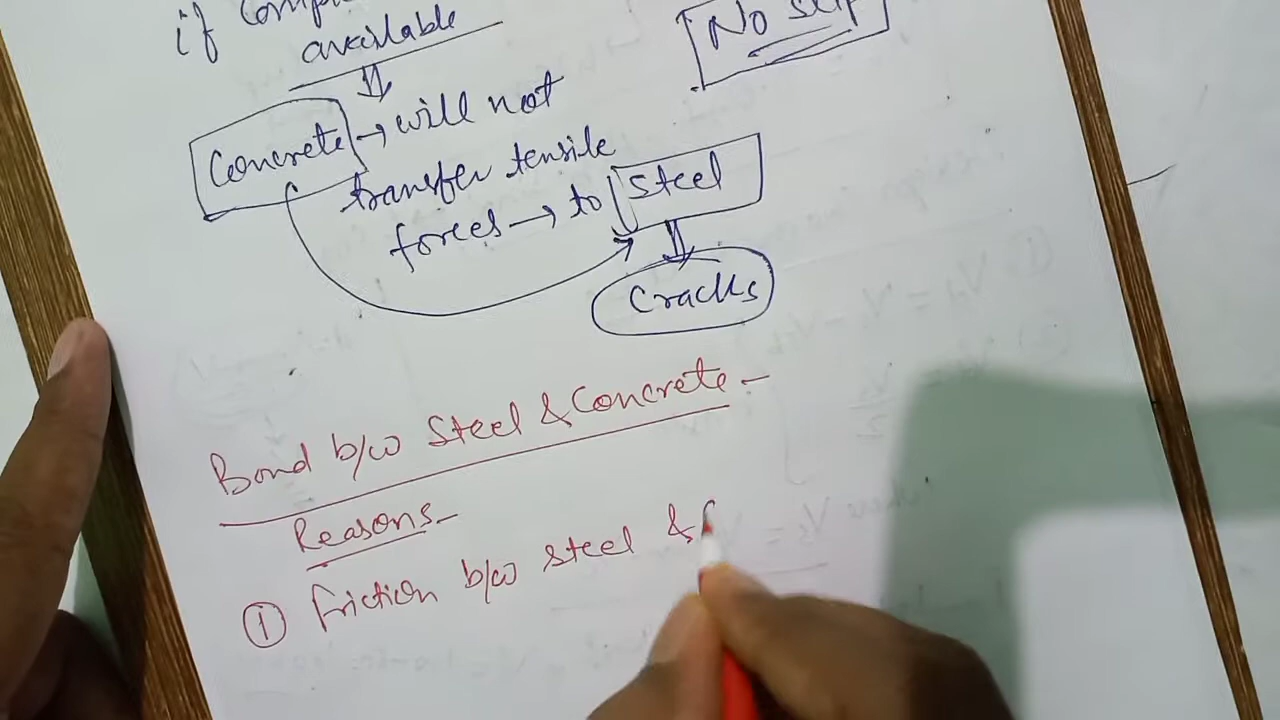 if
available
No slip
Concrete → will not
transfer tensile
forces → to steel
Cracks
Bond b/w Steel & Concrete -
Reasons -
① friction b/w steel &